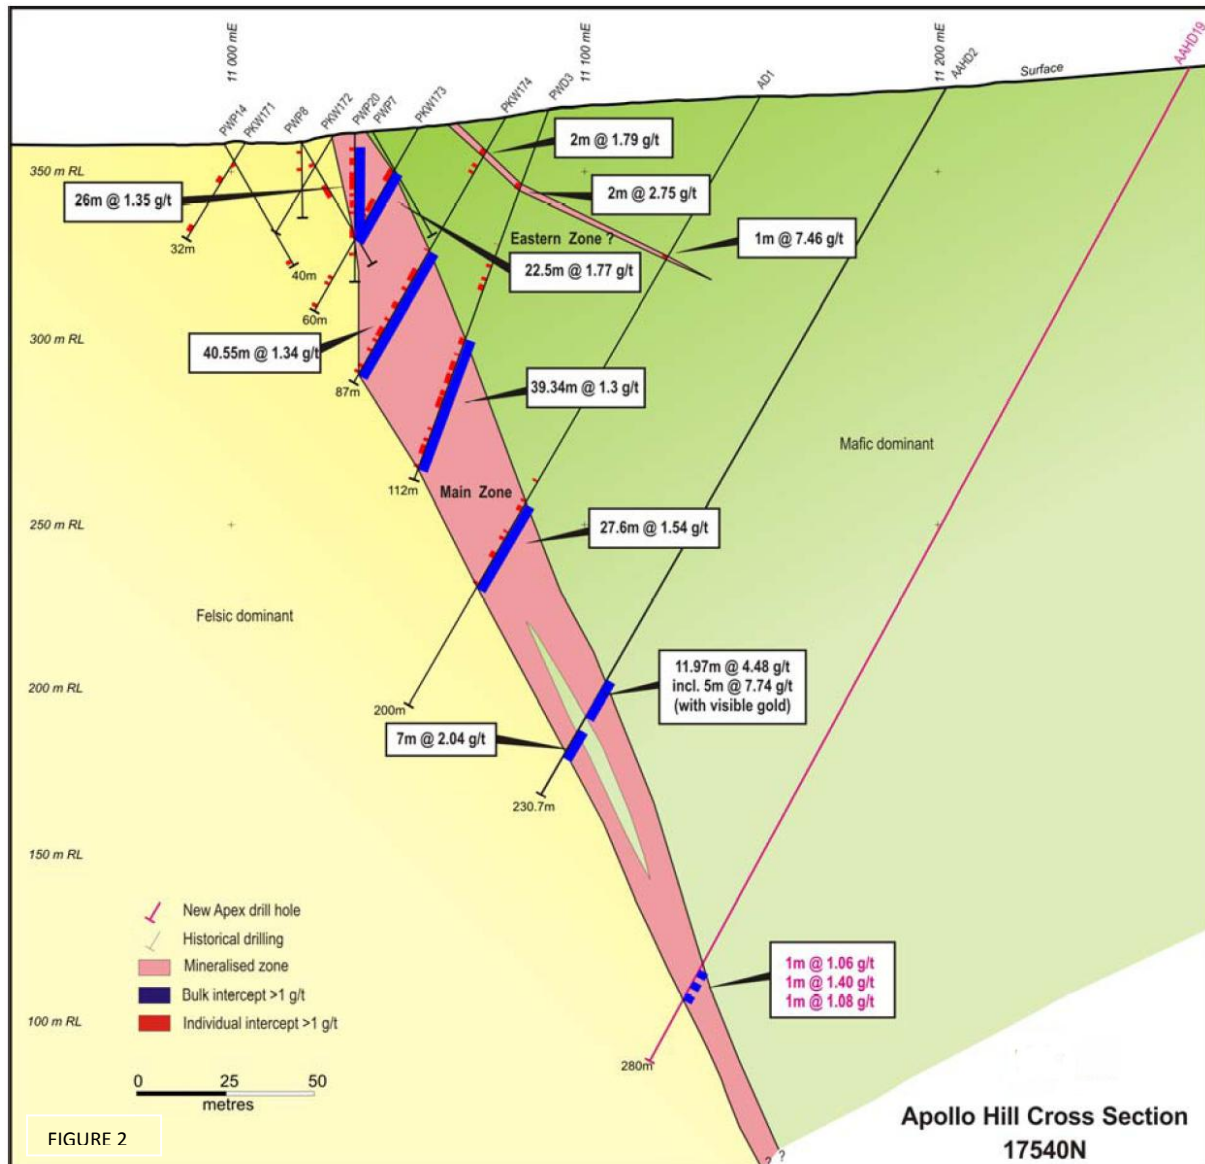 11 000 mE
11 100 mE
11 200 mE
PWP14
PKW171
PWP8
PKW172
PWP20
PWP7
PKW173
PKW174
PWD3
AD1
AAHD2
Surface
AAHD19
350 m RL
300 m RL
250 m RL
200 m RL
150 m RL
100 m RL
2m @ 1.79 g/t
2m @ 2.75 g/t
26m @ 1.35 g/t
1m @ 7.46 g/t
Eastern Zone ?
32m
40m
22.5m @ 1.77 g/t
60m
40.55m @ 1.34 g/t
87m
39.34m @ 1.3 g/t
Mafic dominant
112m
Main Zone
27.6m @ 1.54 g/t
Felsic dominant
11.97m @ 4.48 g/t
incl. 5m @ 7.74 g/t
(with visible gold)
200m
7m @ 2.04 g/t
230.7m
New Apex drill hole
Historical drilling
Mineralised zone
Bulk intercept >1 g/t
Individual intercept >1 g/t
1m @ 1.06 g/t
1m @ 1.40 g/t
1m @ 1.08 g/t
280m
0 25 50
metres
? ?
FIGURE 2
Apollo Hill Cross Section
17540N